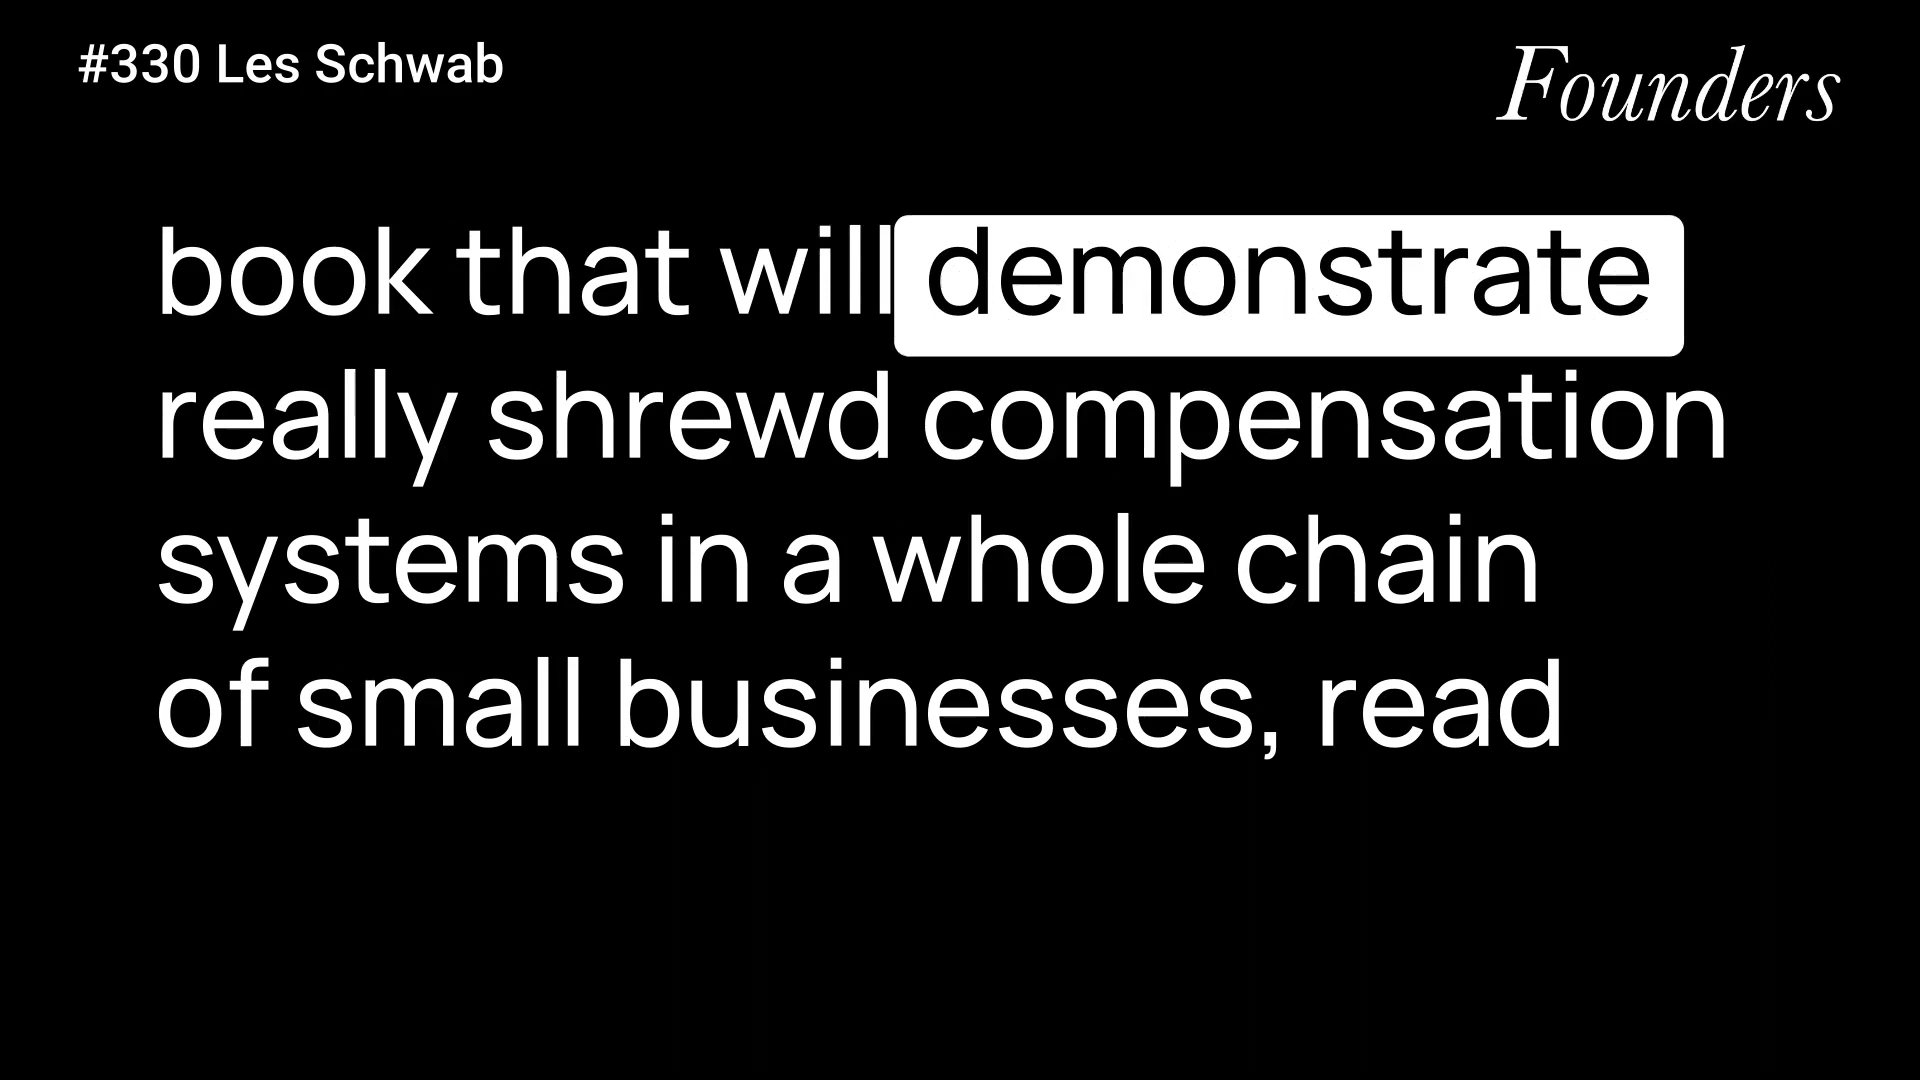 #330 Les Schwab
Founders
book that will demonstrate
really shrewd compensation
systems in a whole chain
of small businesses, read